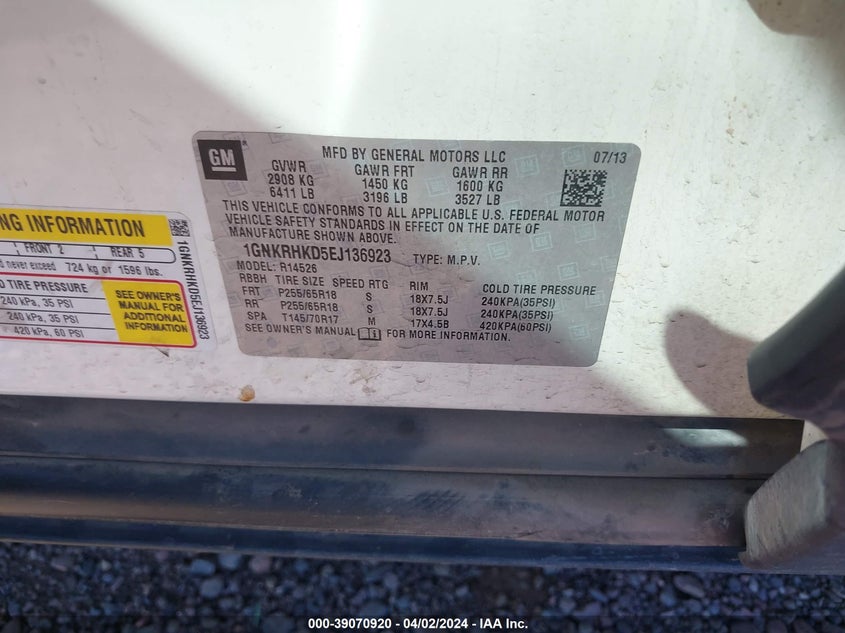 GM
MFD BY GENERAL MOTORS LLC 07/13
GVWR GAWR FRT GAWR RR
2908 KG 1450 KG 1600 KG
6411 LB 3196 LB 3527 LB
THIS VEHICLE CONFORMS TO ALL APPLICABLE U.S. FEDERAL MOTOR
VEHICLE SAFETY STANDARDS IN EFFECT ON THE DATE OF
MANUFACTURE SHOWN ABOVE.
1GNKRHKD5EJ136923 TYPE: M.P.V.
MODEL: R14526
RBBH TIRE SIZE SPEED RTG RIM COLD TIRE PRESSURE
FRT P255/65R18 S 18X7.5J 240KPA(35PSI)
RR P255/65R18 S 18X7.5J 240KPA(35PSI)
SPA T145/70R17 M 17X4.5B 420KPA(60PSI)
SEE OWNER'S MANUAL FOR MORE INFORMATION.
NG INFORMATION
FRONT 2 REAR 5
d never exceed 724 kg or 1596 lbs.
D TIRE PRESSURE
240 kPa, 35 PSI
240 kPa, 35 PSI
420 kPa, 60 PSI
SEE OWNER'S
MANUAL FOR
ADDITIONAL
INFORMATION
1GNKRHKD5EJ136923
000-39070920 - 04/02/2024 - IAA Inc.